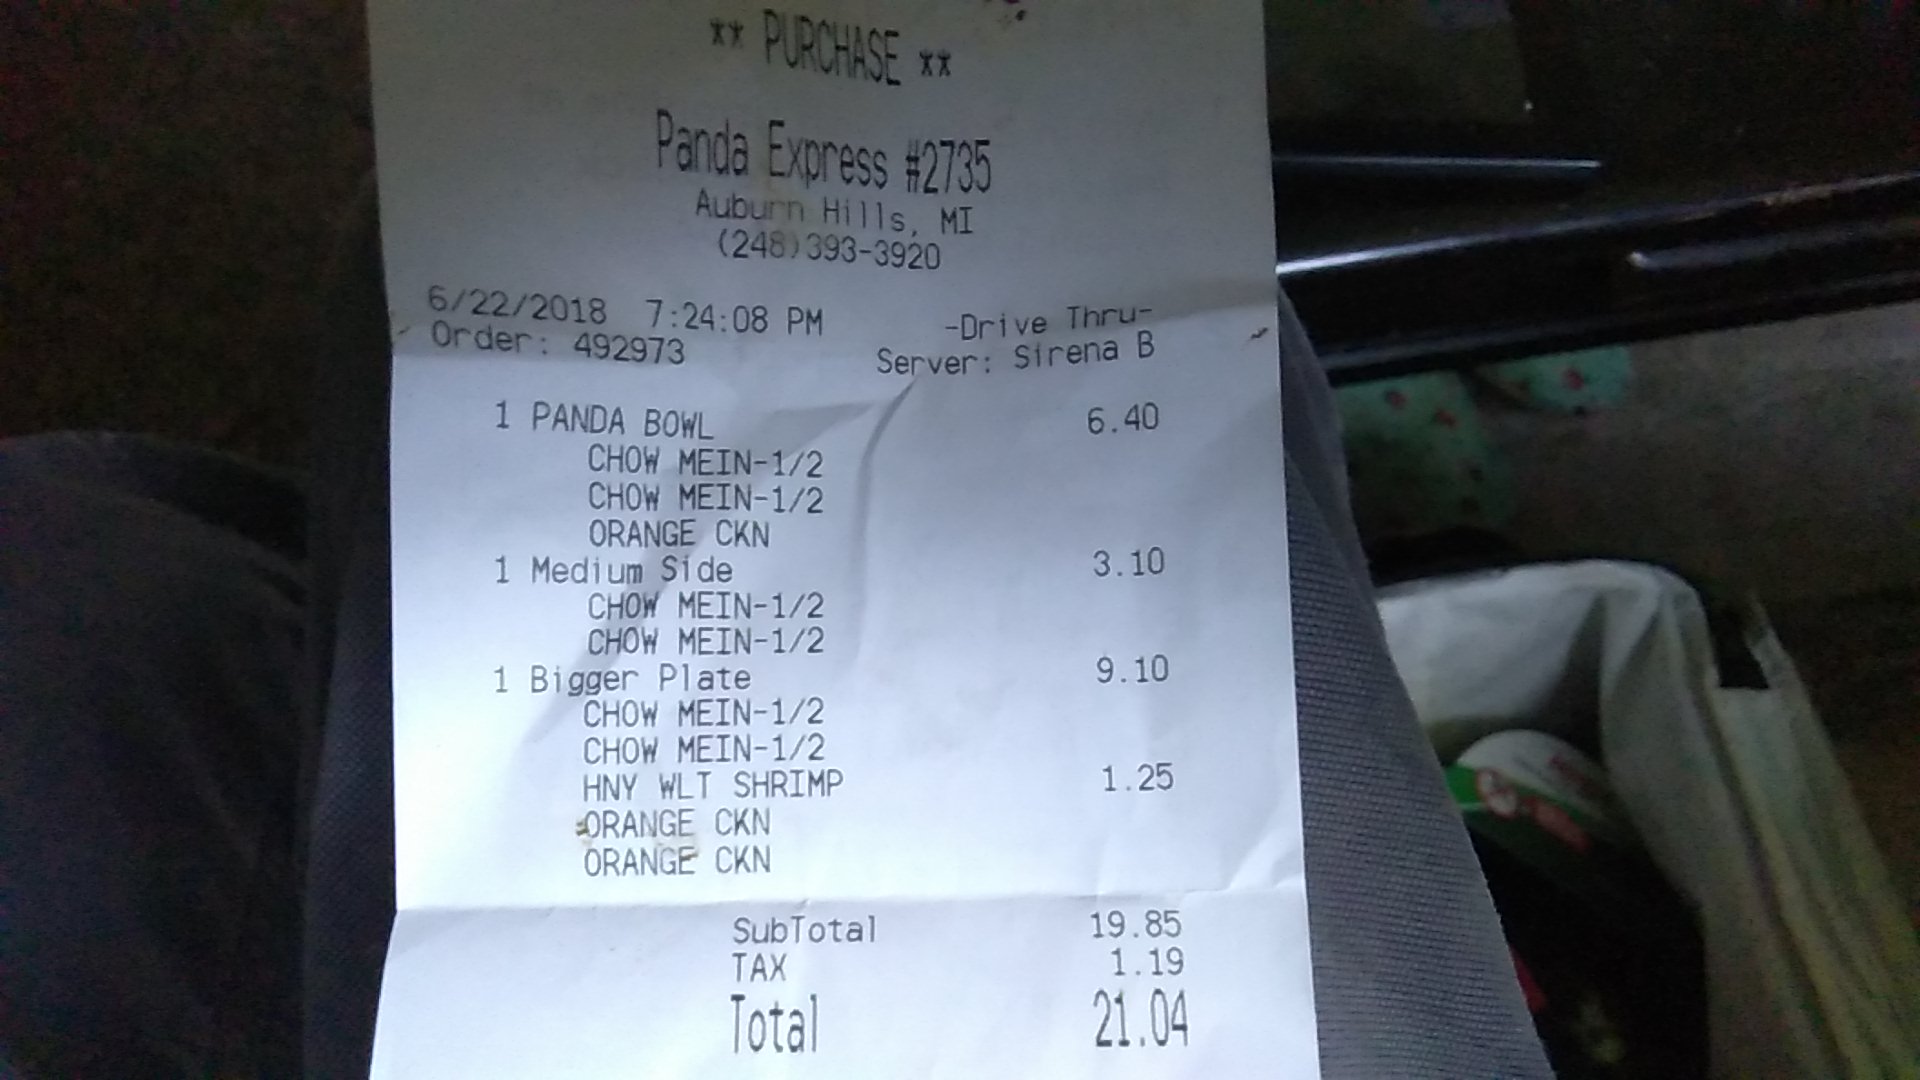 ** PURCHASE **
Panda Express #2735
Auburn Hills, MI
(248)393-3920
6/22/2018 7:24:08 PM -Drive Thru-
Order: 492973 Server: Sirena B
1 PANDA BOWL 6.40
CHOW MEIN-1/2
CHOW MEIN-1/2
ORANGE CKN
1 Medium Side 3.10
CHOW MEIN-1/2
CHOW MEIN-1/2
1 Bigger Plate 9.10
CHOW MEIN-1/2
CHOW MEIN-1/2
HNY WLT SHRIMP 1.25
ORANGE CKN
ORANGE CKN
SubTotal 19.85
TAX 1.19
Total 21.04